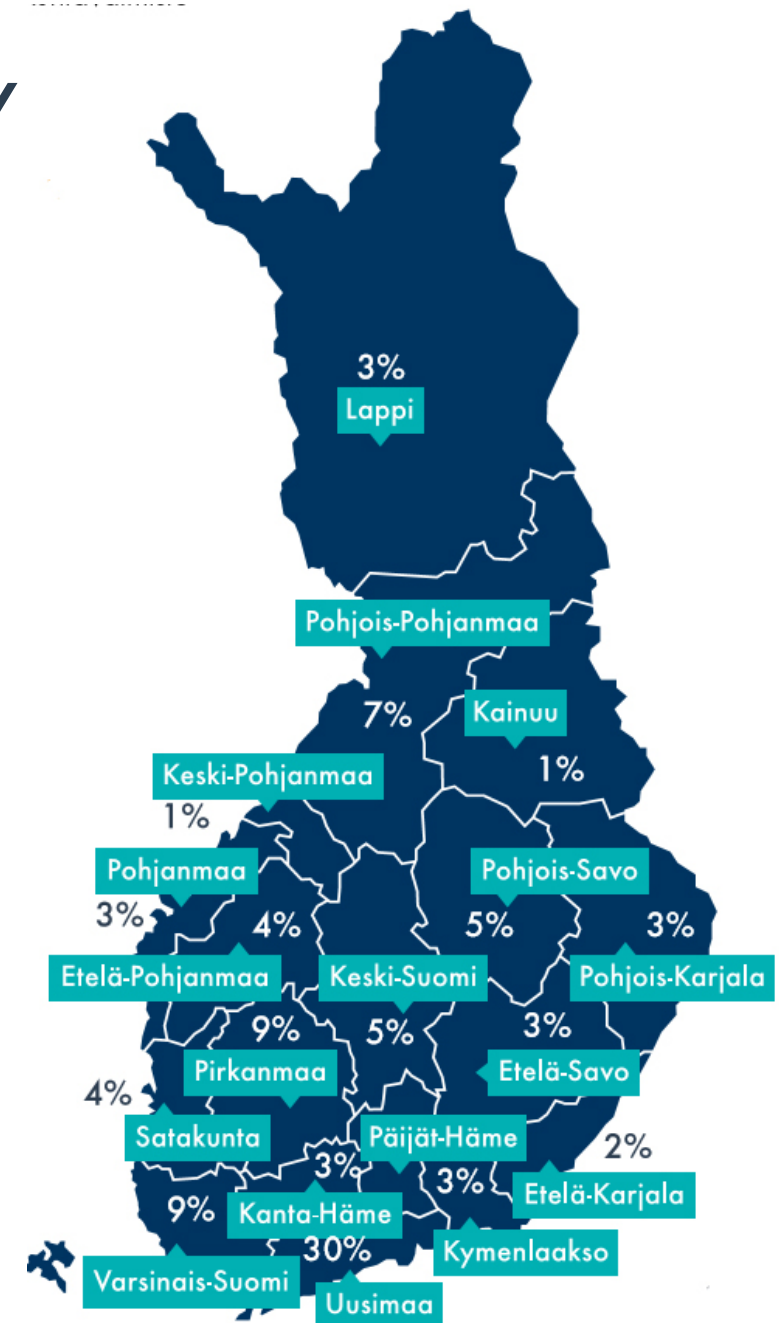 3%
Lappi
Pohjois-Pohjanmaa
7%
Kainuu
1%
Keski-Pohjanmaa
1%
Pohjanmaa
3%
Pohjois-Savo
5%
3%
Pohjois-Karjala
4%
Etelä-Pohjanmaa
Keski-Suomi
5%
9%
Pirkanmaa
3%
Etelä-Savo
4%
Satakunta
Päijät-Häme
2%
Etelä-Karjala
3%
Kanta-Häme
3%
Kymenlaakso
9%
Varsinais-Suomi
30%
Uusimaa